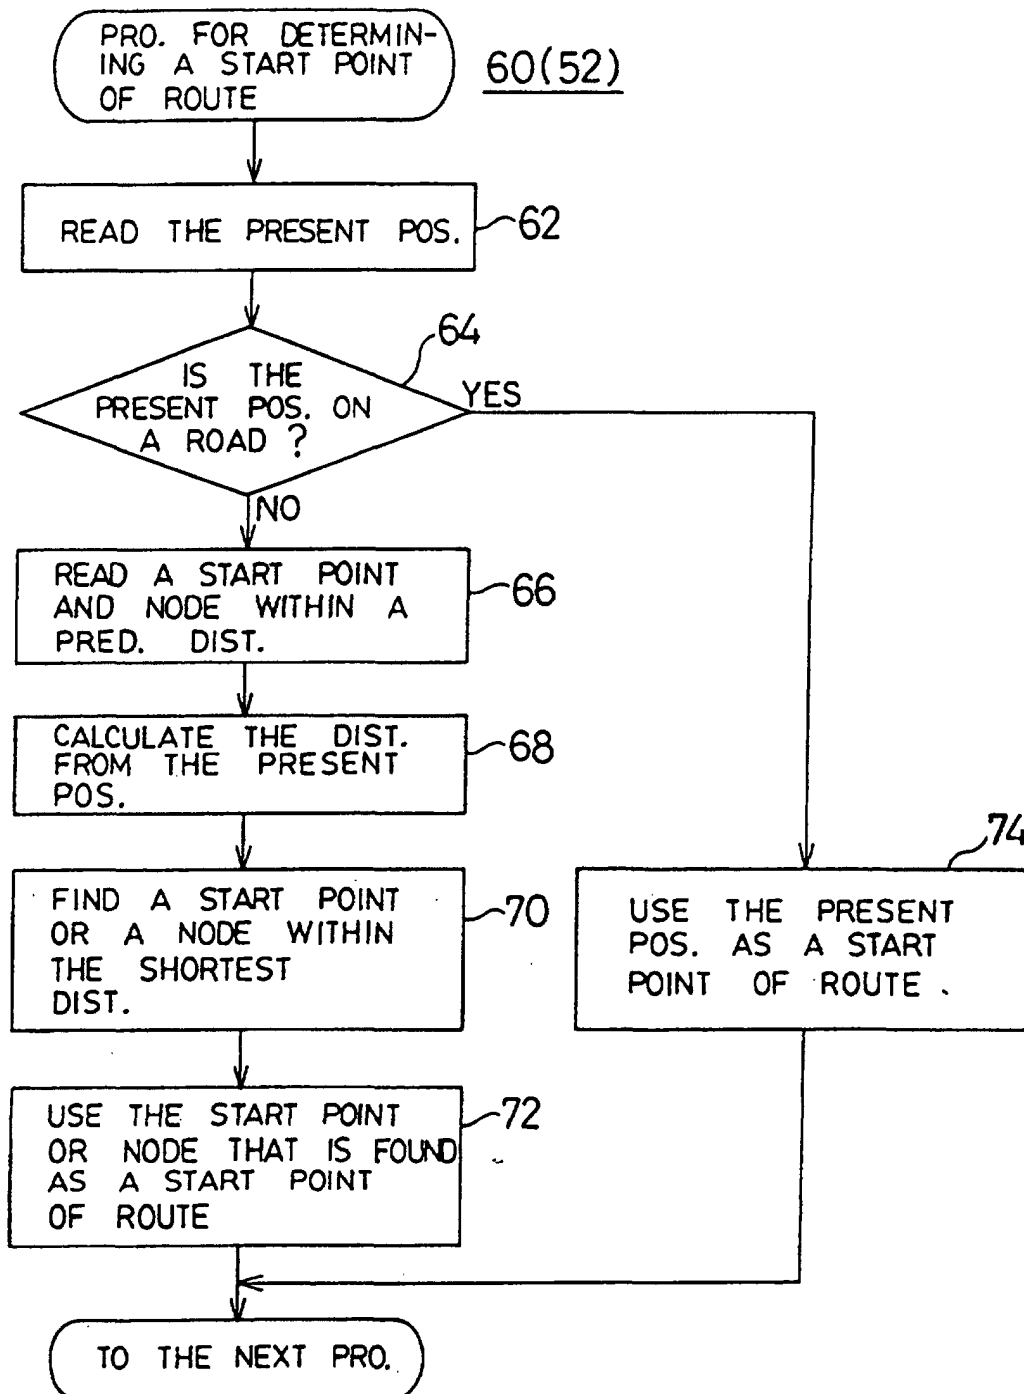 PRO. FOR DETERMIN-
ING A START POINT
OF ROUTE
60(52)
READ THE PRESENT POS.
62
64
IS THE
PRESENT POS. ON
A ROAD ?
YES
NO
READ A START POINT
AND NODE WITHIN A
PRED. DIST.
66
CALCULATE THE DIST.
FROM THE PRESENT
POS.
68
FIND A START POINT
OR A NODE WITHIN
THE SHORTEST
DIST.
70
74
USE THE PRESENT
POS. AS A START
POINT OF ROUTE .
USE THE START POINT
OR NODE THAT IS FOUND
AS A START POINT
OF ROUTE
72
TO THE NEXT PRO.